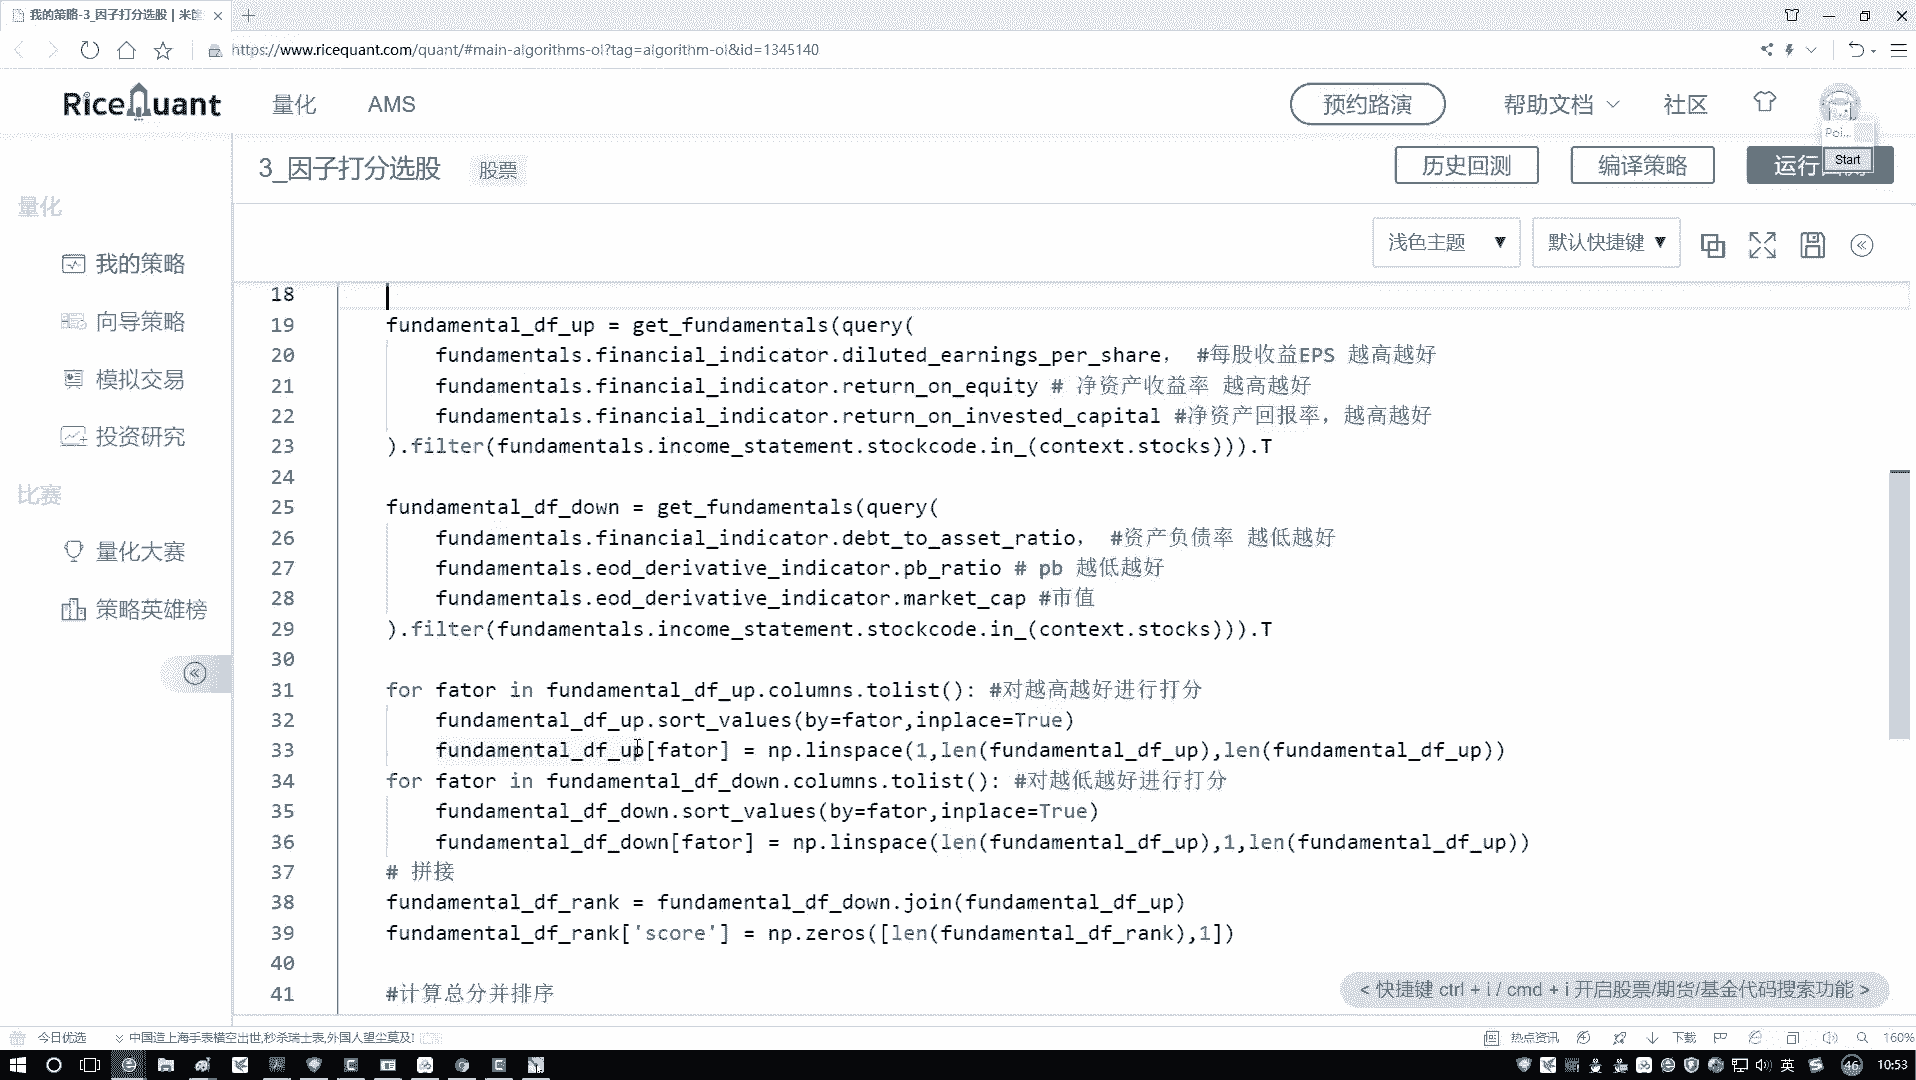 我的策略-3_因子打分选股 | 米
https://www.ricequant.com/quant/#main-algorithms-ol?tag=algorithm-ol&id=1345140
RiceQuant
量化
AMS
预约路演
帮助文档
社区
Poi...
Start
3_因子打分选股
股票
历史回测
编译策略
运行
量化
我的策略
向导策略
模拟交易
投资研究
比赛
量化大赛
策略英雄榜
浅色主题
默认快捷键
18
19 fundamental_df_up = get_fundamentals(query(
20 fundamentals.financial_indicator.diluted_earnings_per_share， #每股收益EPS 越高越好
21 fundamentals.financial_indicator.return_on_equity # 净资产收益率 越高越好
22 fundamentals.financial_indicator.return_on_invested_capital #净资产回报率，越高越好
23 ).filter(fundamentals.income_statement.stockcode.in_(context.stocks))).T
24
25 fundamental_df_down = get_fundamentals(query(
26 fundamentals.financial_indicator.debt_to_asset_ratio， #资产负债率 越低越好
27 fundamentals.eod_derivative_indicator.pb_ratio # pb 越低越好
28 fundamentals.eod_derivative_indicator.market_cap #市值
29 ).filter(fundamentals.income_statement.stockcode.in_(context.stocks))).T
30
31 for fator in fundamental_df_up.columns.tolist(): #对越高越好进行打分
32 fundamental_df_up.sort_values(by=fator,inplace=True)
33 fundamental_df_up[fator] = np.linspace(1,len(fundamental_df_up),len(fundamental_df_up))
34 for fator in fundamental_df_down.columns.tolist(): #对越低越好进行打分
35 fundamental_df_down.sort_values(by=fator,inplace=True)
36 fundamental_df_down[fator] = np.linspace(len(fundamental_df_up),1,len(fundamental_df_up))
37 # 拼接
38 fundamental_df_rank = fundamental_df_down.join(fundamental_df_up)
39 fundamental_df_rank['score'] = np.zeros([len(fundamental_df_rank),1])
40
41 #计算总分并排序
< 快捷键 ctrl + i / cmd + i 开启股票/期货/基金代码搜索功能 >
今日优选
中国造上海手表横空出世,秒杀瑞士表,外国人望尘莫及!
热点资讯
下载
160%
英
46
10:53